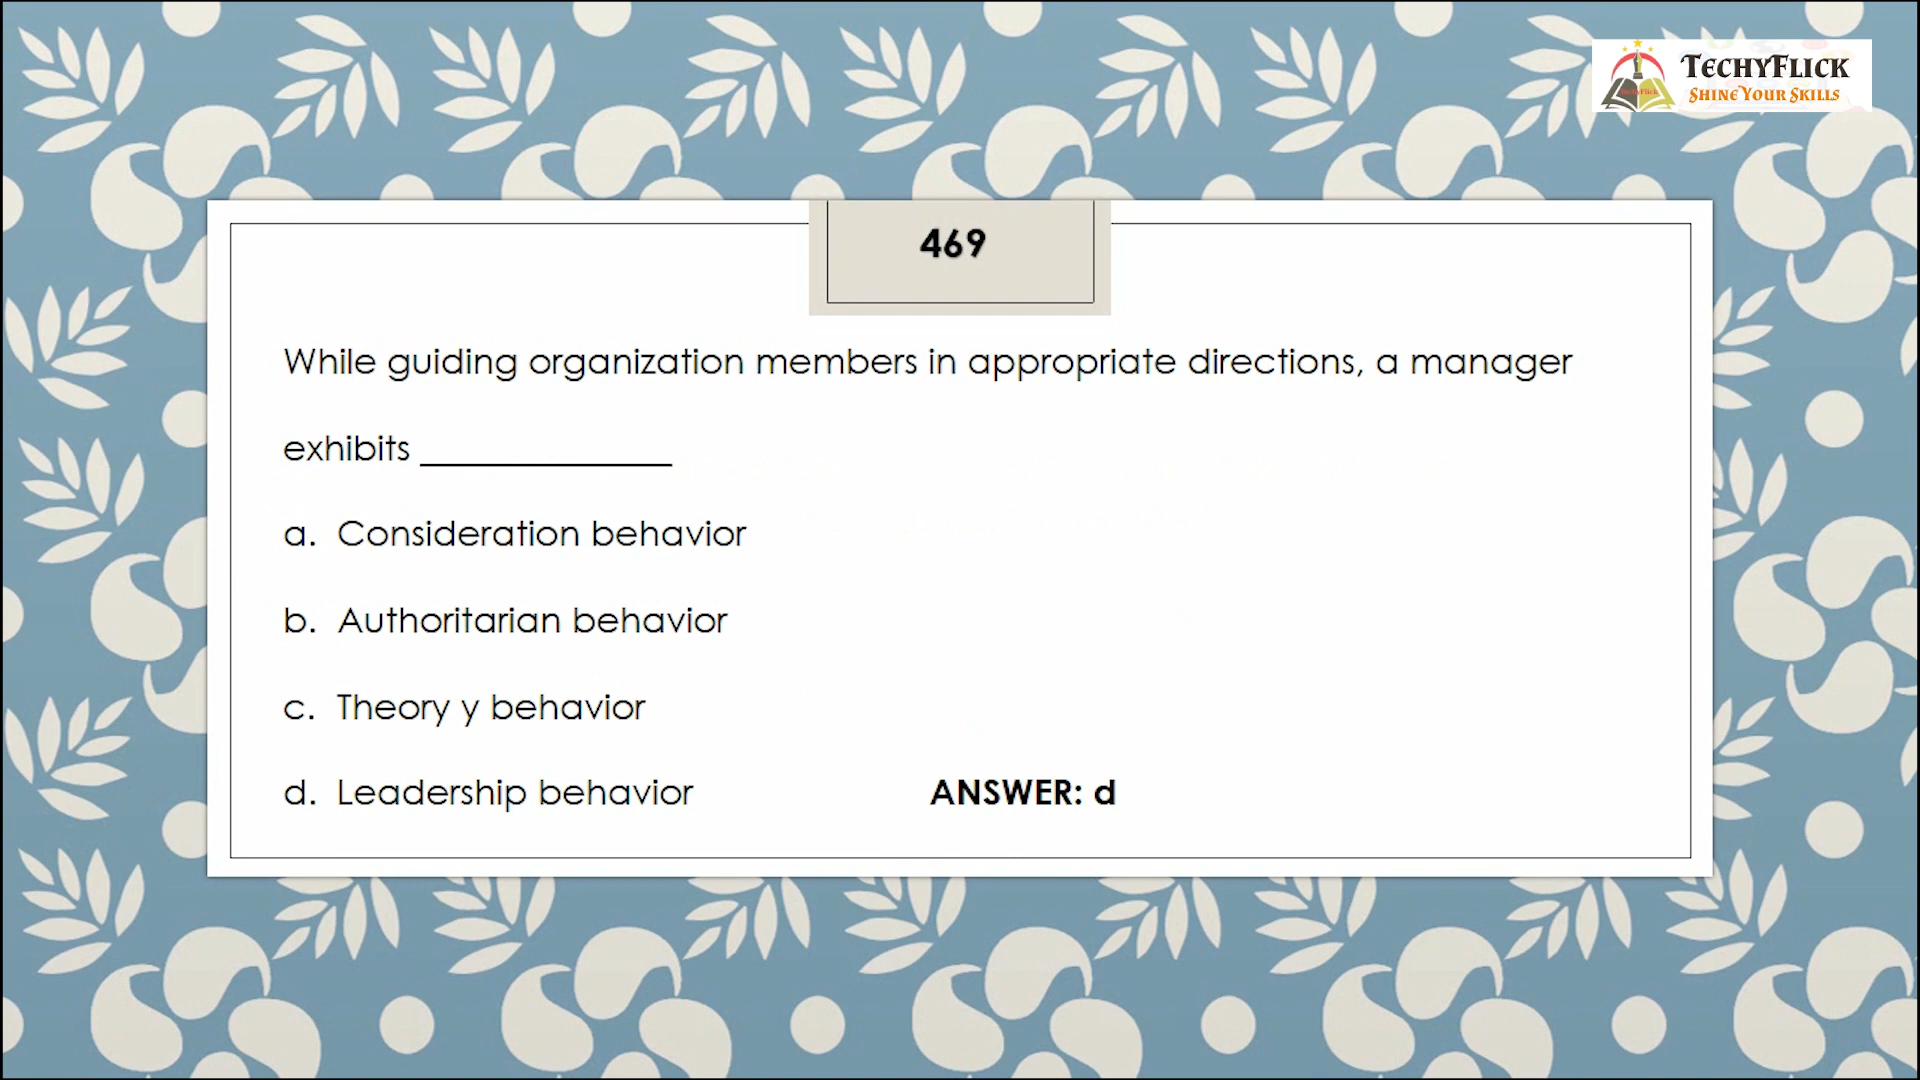 TECHYFLICK
SHINE YOUR SKILLS
469
While guiding organization members in appropriate directions, a manager
exhibits ______________
a. Consideration behavior
b. Authoritarian behavior
c. Theory y behavior
d. Leadership behavior ANSWER: d